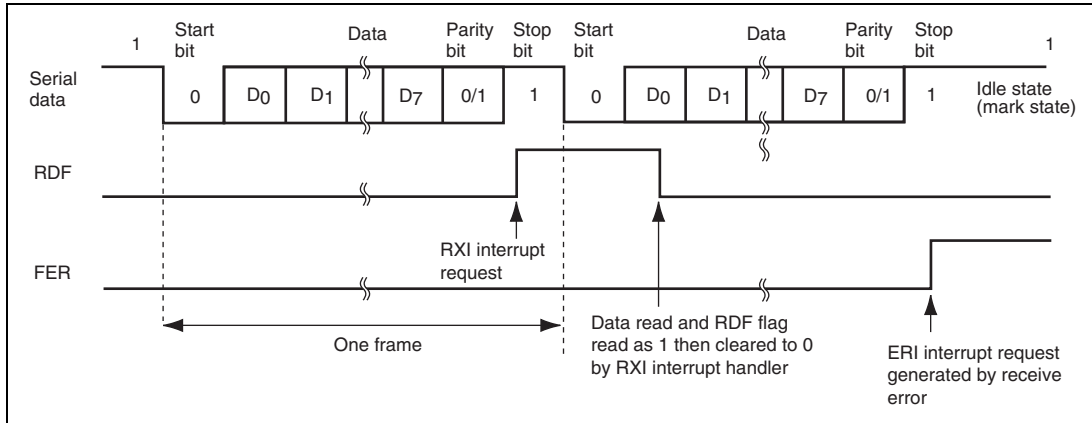 1 Start bit Data Parity bit Stop bit Start bit Data Parity bit Stop bit 1
Serial data 0 D0 D1 D7 0/1 1 0 D0 D1 D7 0/1 1 Idle state (mark state)
RDF
RXI interrupt request
FER
One frame
Data read and RDF flag
read as 1 then cleared to 0
by RXI interrupt handler
ERI interrupt request
generated by receive
error